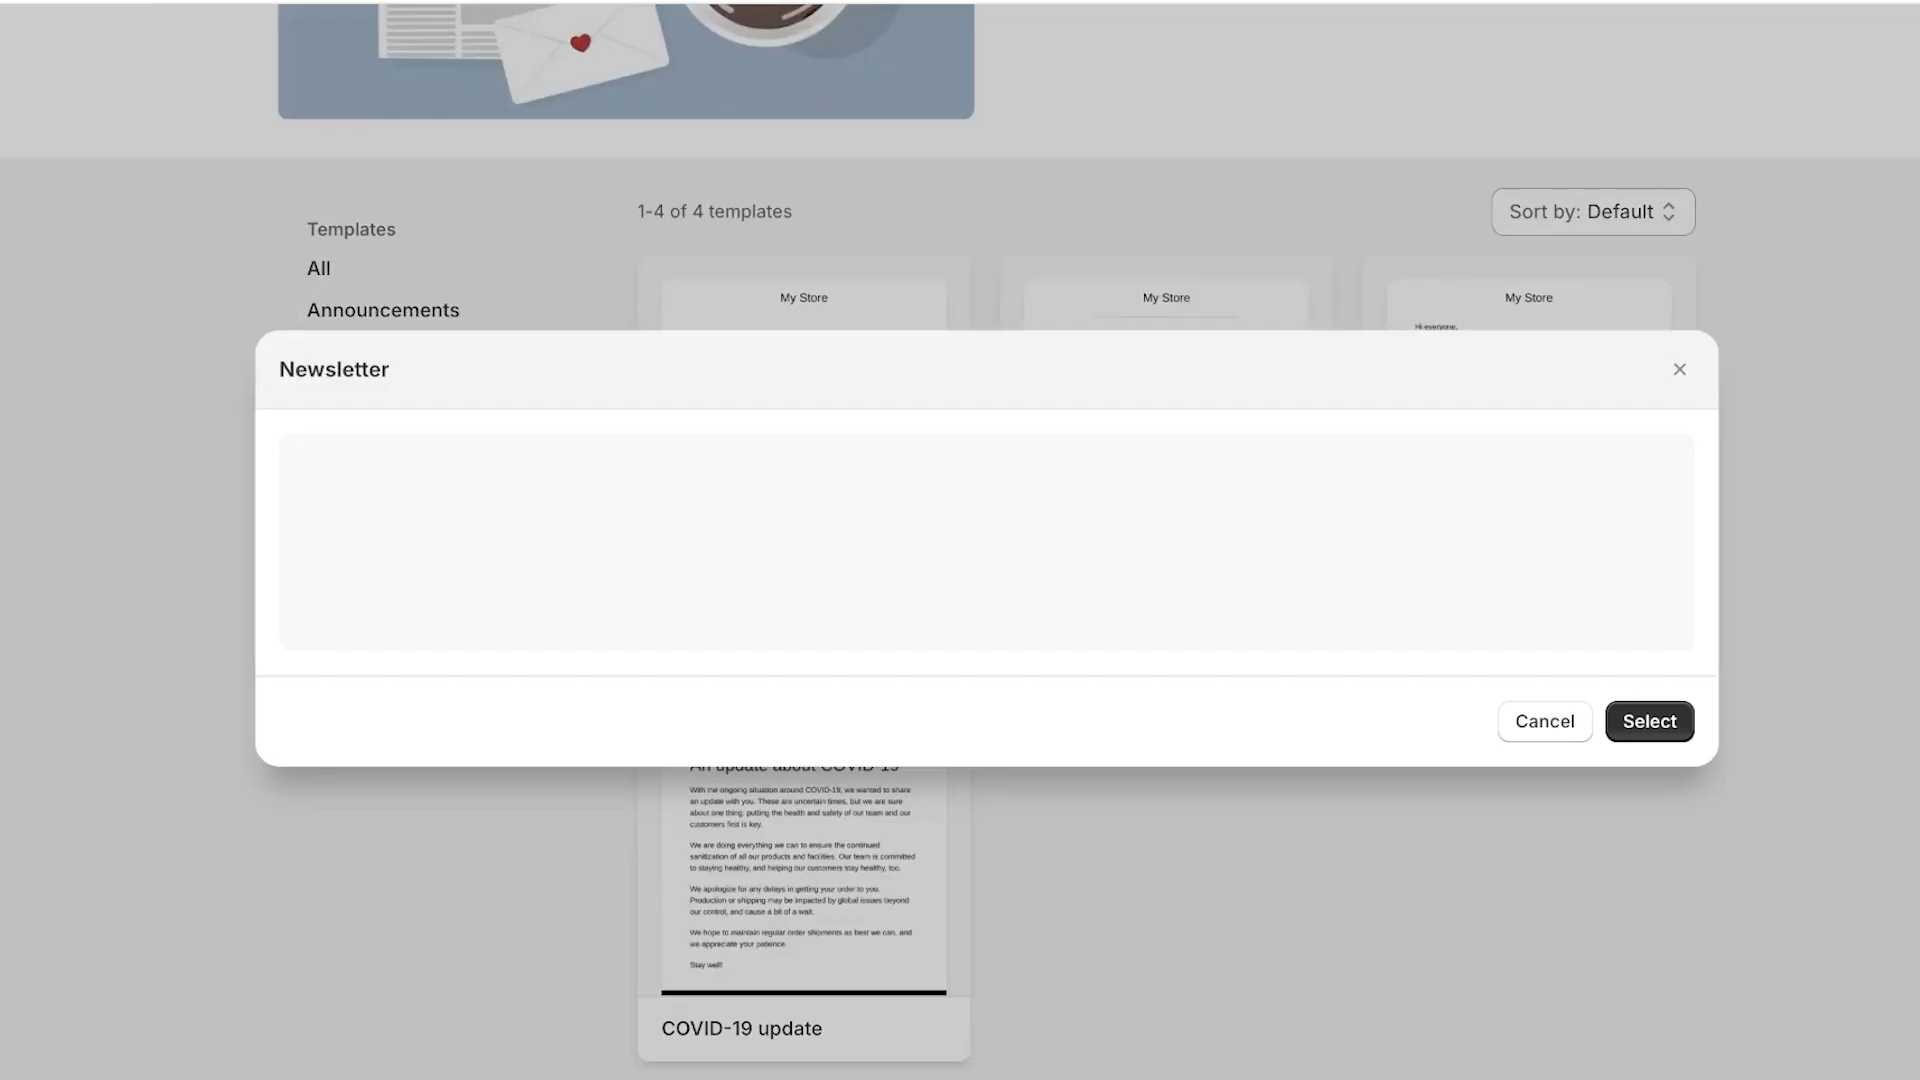 1-4 of 4 templates
Sort by: Default
Templates
All
Announcements
My Store
My Store
My Store
Hi everyone,
Newsletter
Cancel
Select
An update about COVID-19
With the ongoing situation around COVID-19, we wanted to share
an update with you. These are uncertain times, but we are sure
about one thing: putting the health and safety of our team and our
customers first is key.
We are doing everything we can to ensure the continued
sanitization of all our products and facilities. Our team is committed
to staying healthy, and helping our customers stay healthy, too.
We apologize for any delays in getting your order to you.
Production or shipping may be impacted by global issues beyond
our control, and cause a bit of a wait.
We hope to maintain regular order shipments as best we can, and
we appreciate your patience.
Stay well!
COVID-19 update